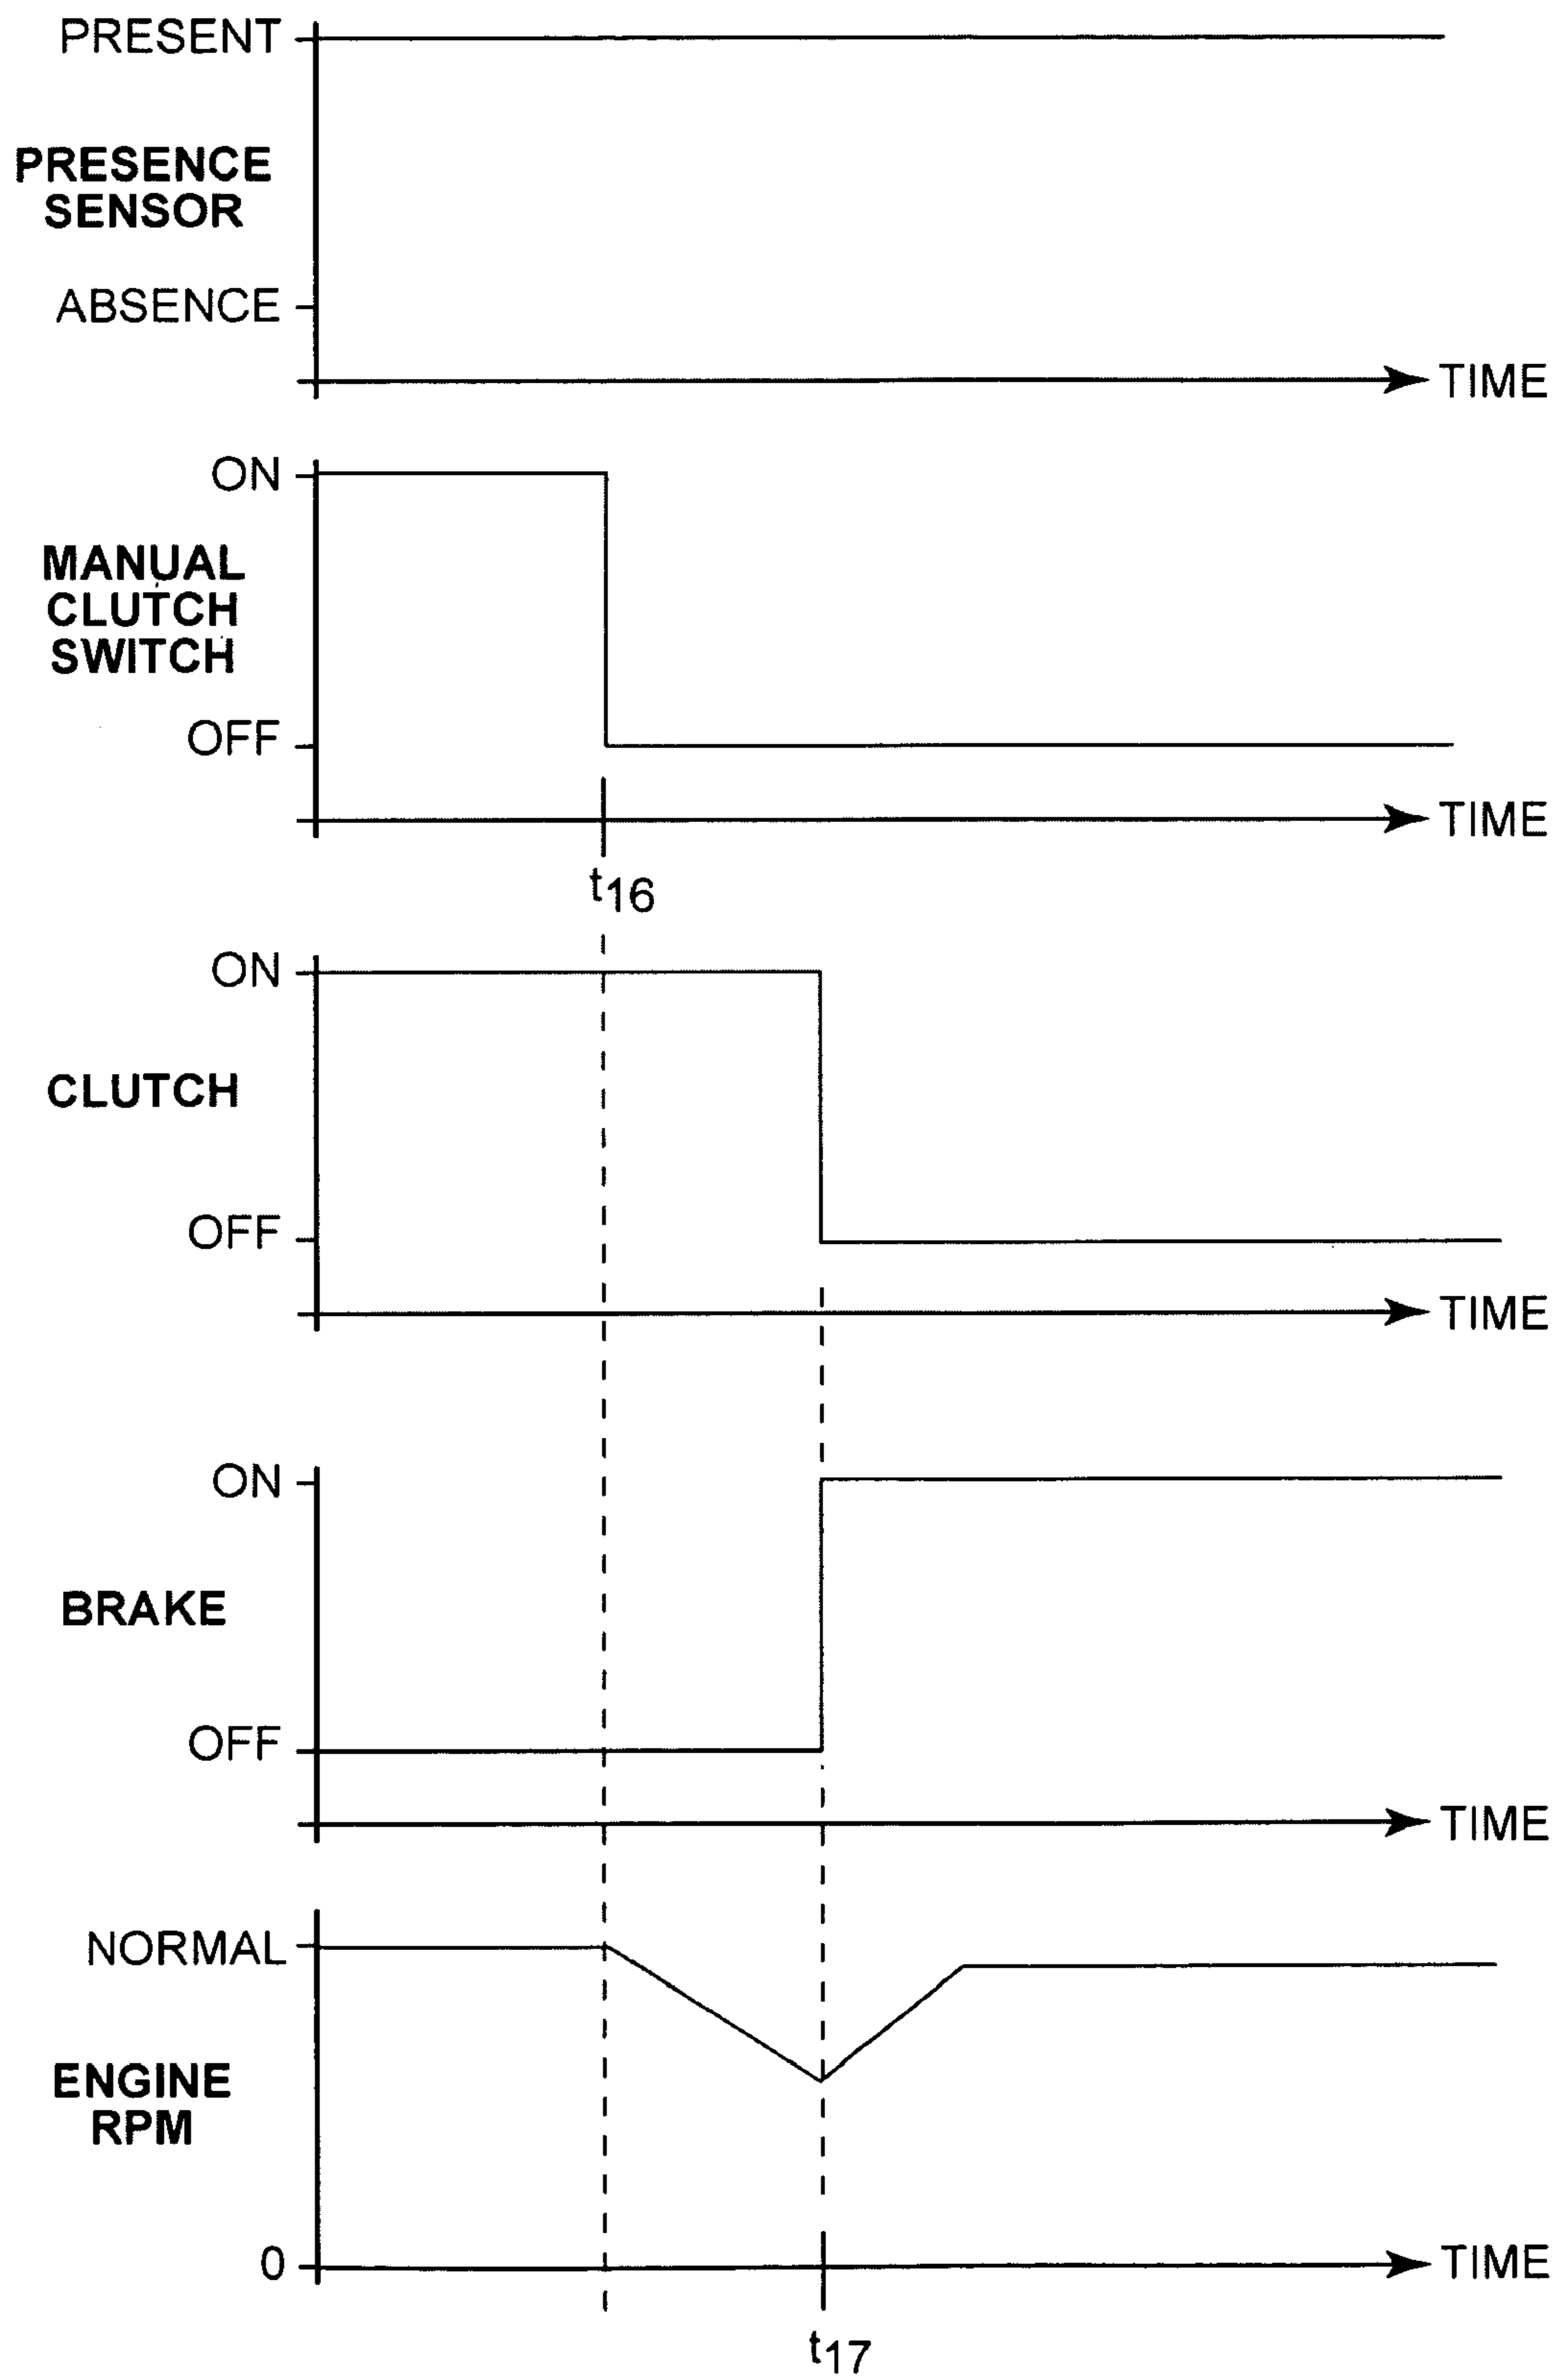 PRESENT
PRESENCE
SENSOR
ABSENCE
TIME
ON
MANUAL
CLUTCH
SWITCH
OFF
TIME
t16
ON
CLUTCH
OFF
TIME
ON
BRAKE
OFF
TIME
NORMAL
ENGINE
RPM
0
TIME
t17